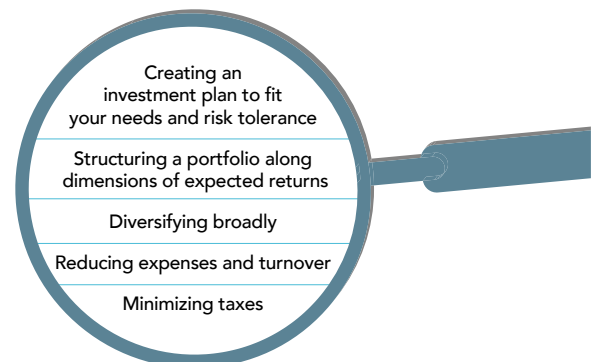 Creating an
investment plan to fit
your needs and risk tolerance
Structuring a portfolio along
dimensions of expected returns
Diversifying broadly
Reducing expenses and turnover
Minimizing taxes